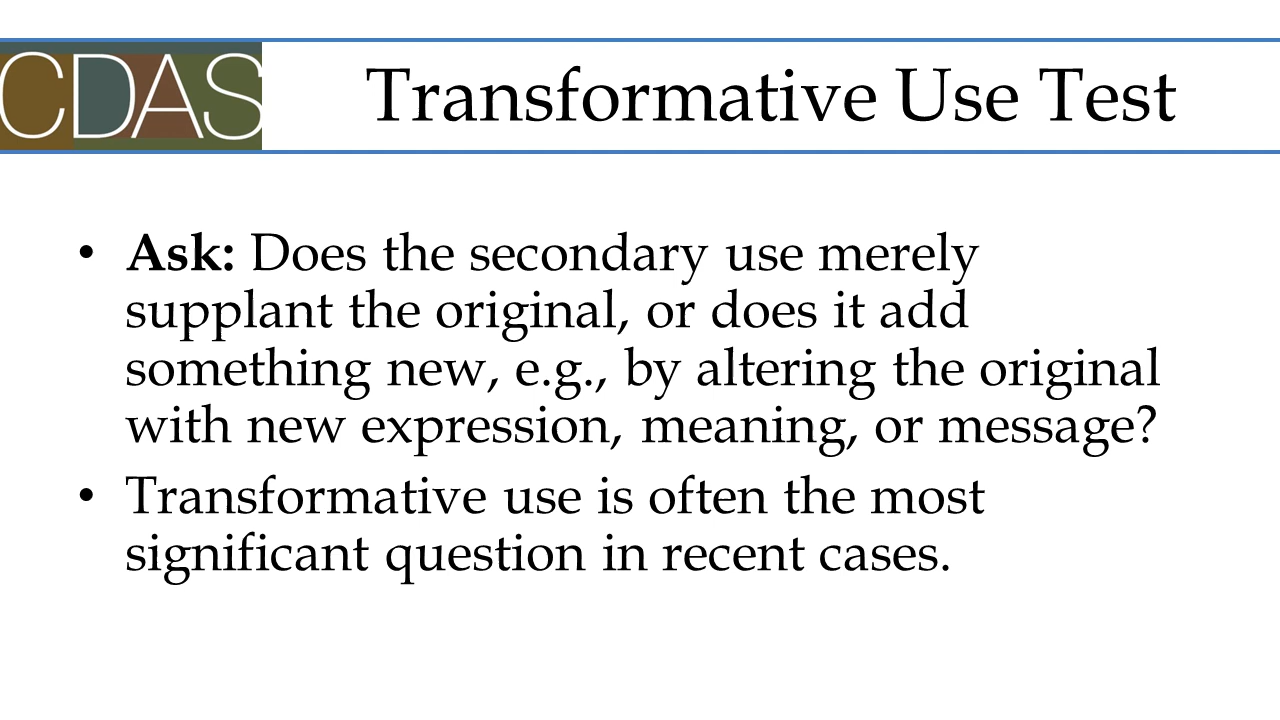 CDAS
Transformative Use Test
• Ask: Does the secondary use merely
supplant the original, or does it add
something new, e.g., by altering the original
with new expression, meaning, or message?
• Transformative use is often the most
significant question in recent cases.